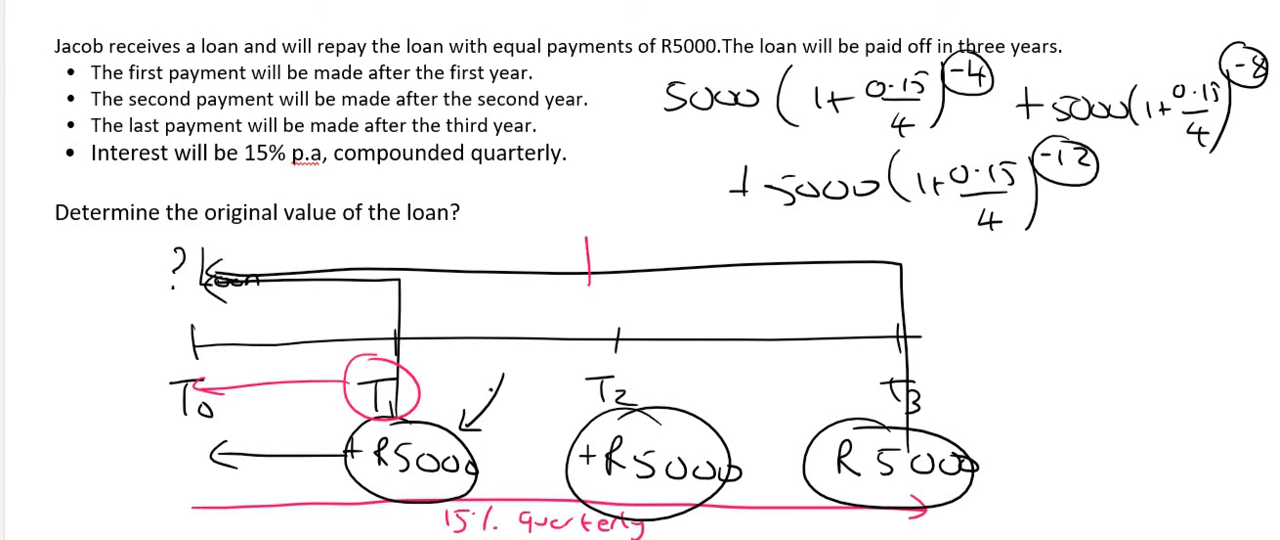 Jacob receives a loan and will repay the loan with equal payments of R5000.The loan will be paid off in three years.
• The first payment will be made after the first year.
• The second payment will be made after the second year.
• The last payment will be made after the third year.
• Interest will be 15% p.a, compounded quarterly.
5000 (1+ 0.15/4)^-4 + 5000(1+ 0.15/4)^-8
+ 5000 (1+ 0.15/4)^-12
Determine the original value of the loan?
? loan
T0 T1 T2 T3
+R5000 +R5000 R5000
15% quarterly